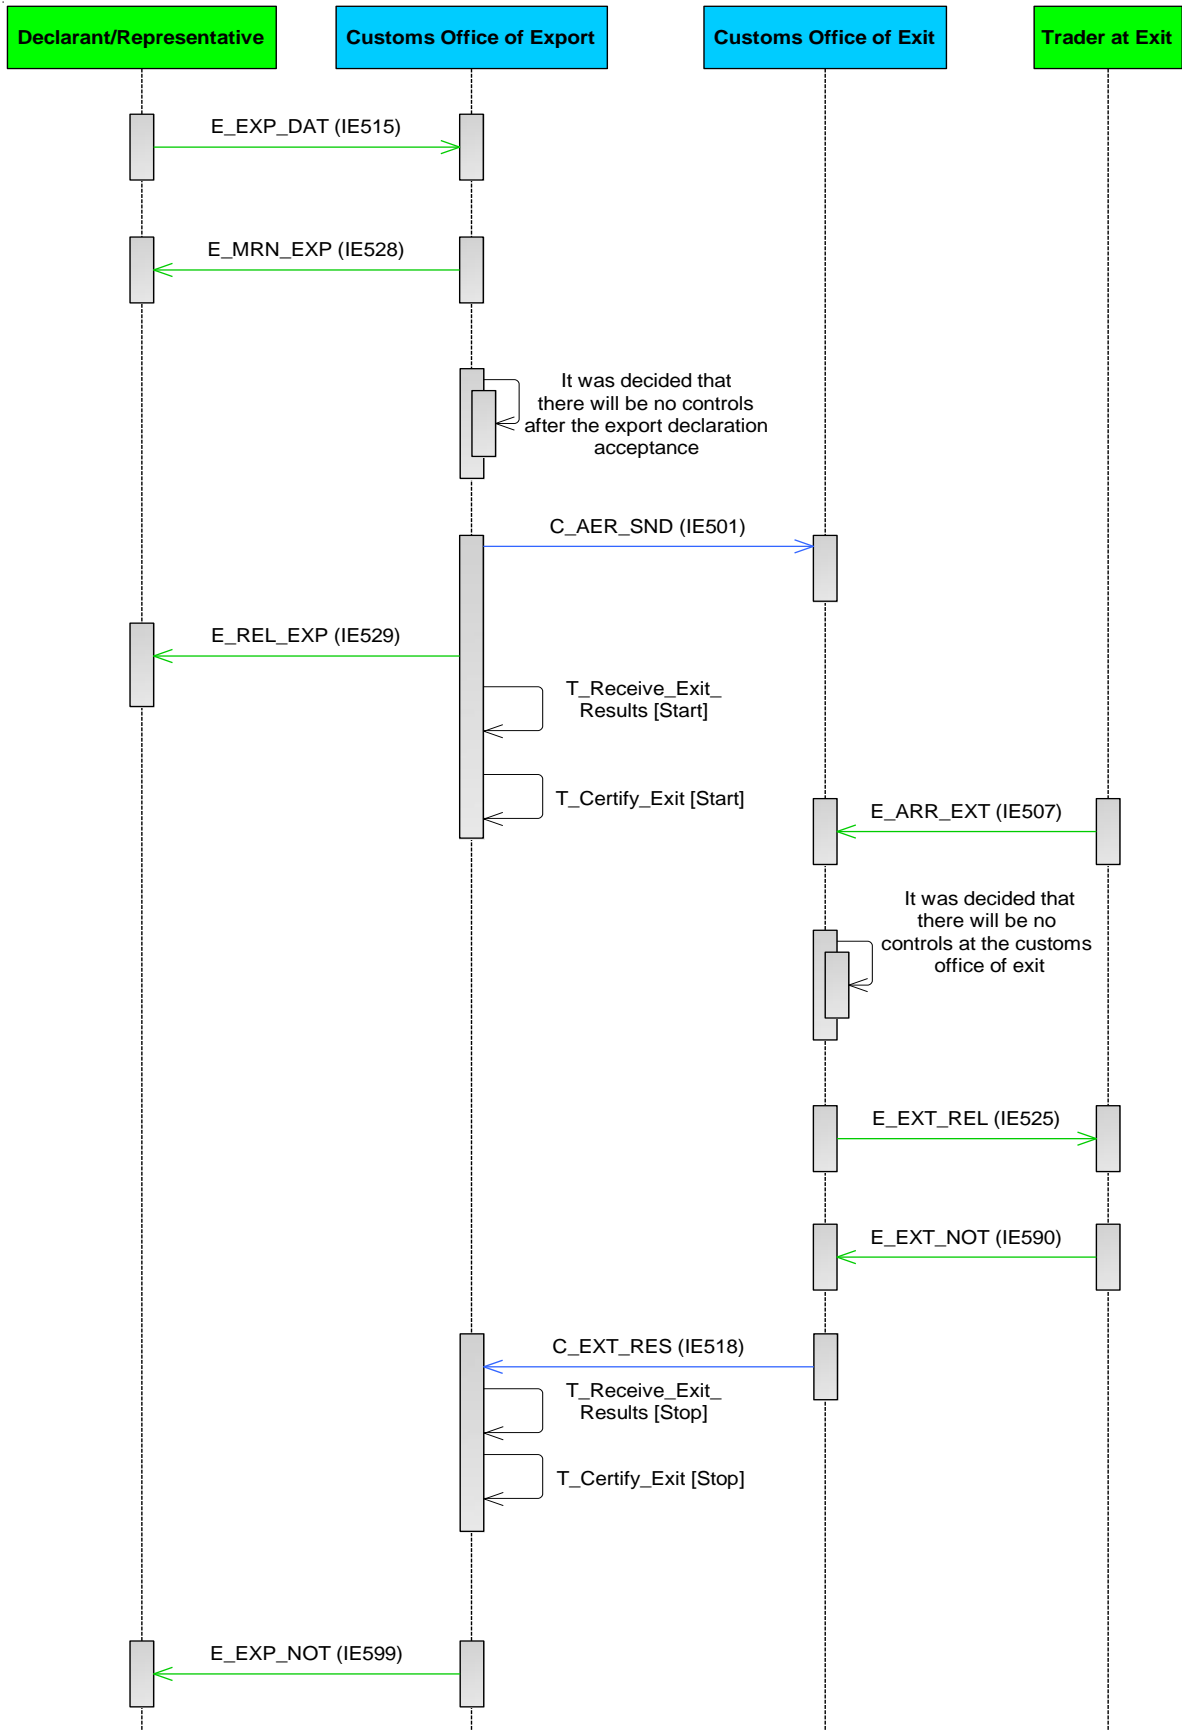 Declarant/Representative
Customs Office of Export
Customs Office of Exit
Trader at Exit
E_EXP_DAT (IE515)
E_MRN_EXP (IE528)
It was decided that
there will be no controls
after the export declaration
acceptance
C_AER_SND (IE501)
E_REL_EXP (IE529)
T_Receive_Exit_
Results [Start]
T_Certify_Exit [Start]
E_ARR_EXT (IE507)
It was decided that
there will be no
controls at the customs
office of exit
E_EXT_REL (IE525)
E_EXT_NOT (IE590)
C_EXT_RES (IE518)
T_Receive_Exit_
Results [Stop]
T_Certify_Exit [Stop]
E_EXP_NOT (IE599)